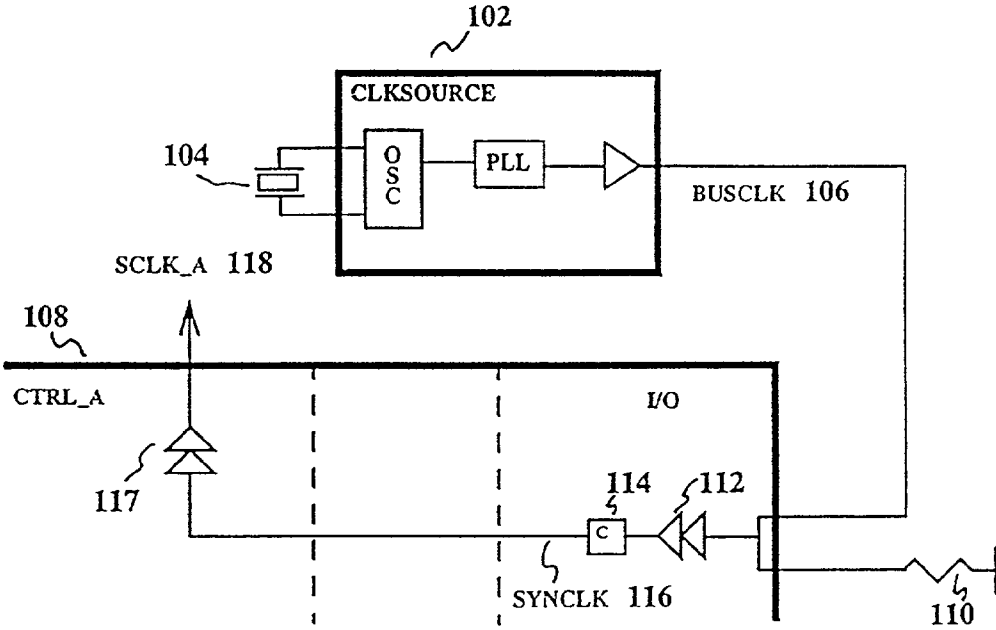 102
CLKSOURCE
104
OSC
PLL
BUSCLK 106
SCLK_A 118
108
CTRL_A
I/O
117
114
112
C
SYNCLK 116
110